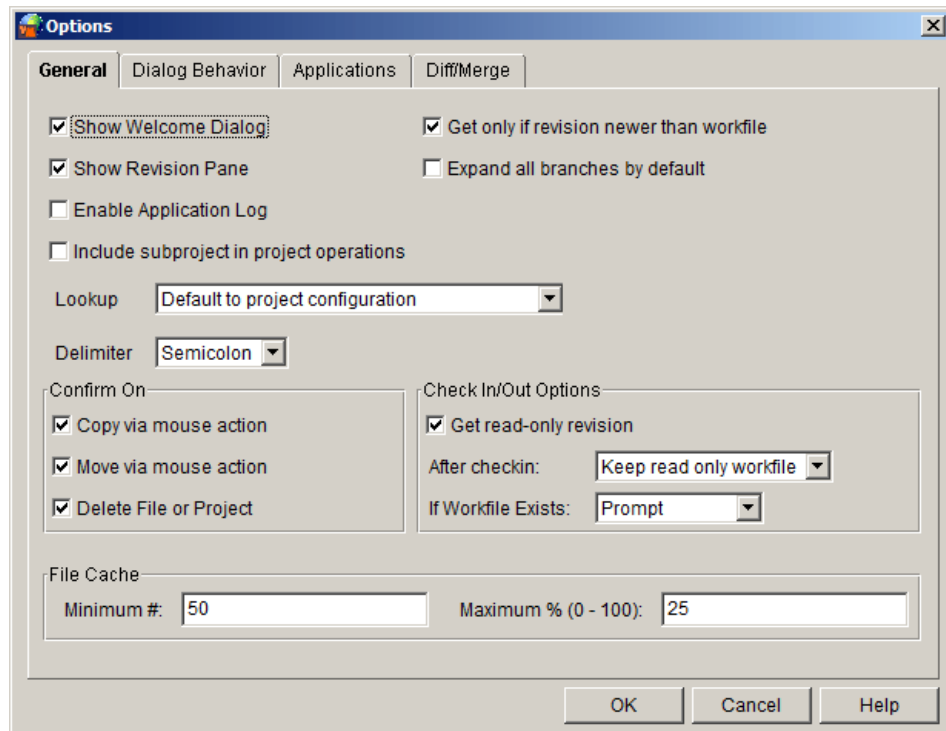 Options
General Dialog Behavior Applications Diff/Merge
Show Welcome Dialog Get only if revision newer than workfile
Show Revision Pane Expand all branches by default
Enable Application Log
Include subproject in project operations
Lookup Default to project configuration
Delimiter Semicolon
Confirm On
Copy via mouse action
Move via mouse action
Delete File or Project
Check In/Out Options
Get read-only revision
After checkin: Keep read only workfile
If Workfile Exists: Prompt
File Cache
Minimum #: 50 Maximum % (0 - 100): 25
OK Cancel Help